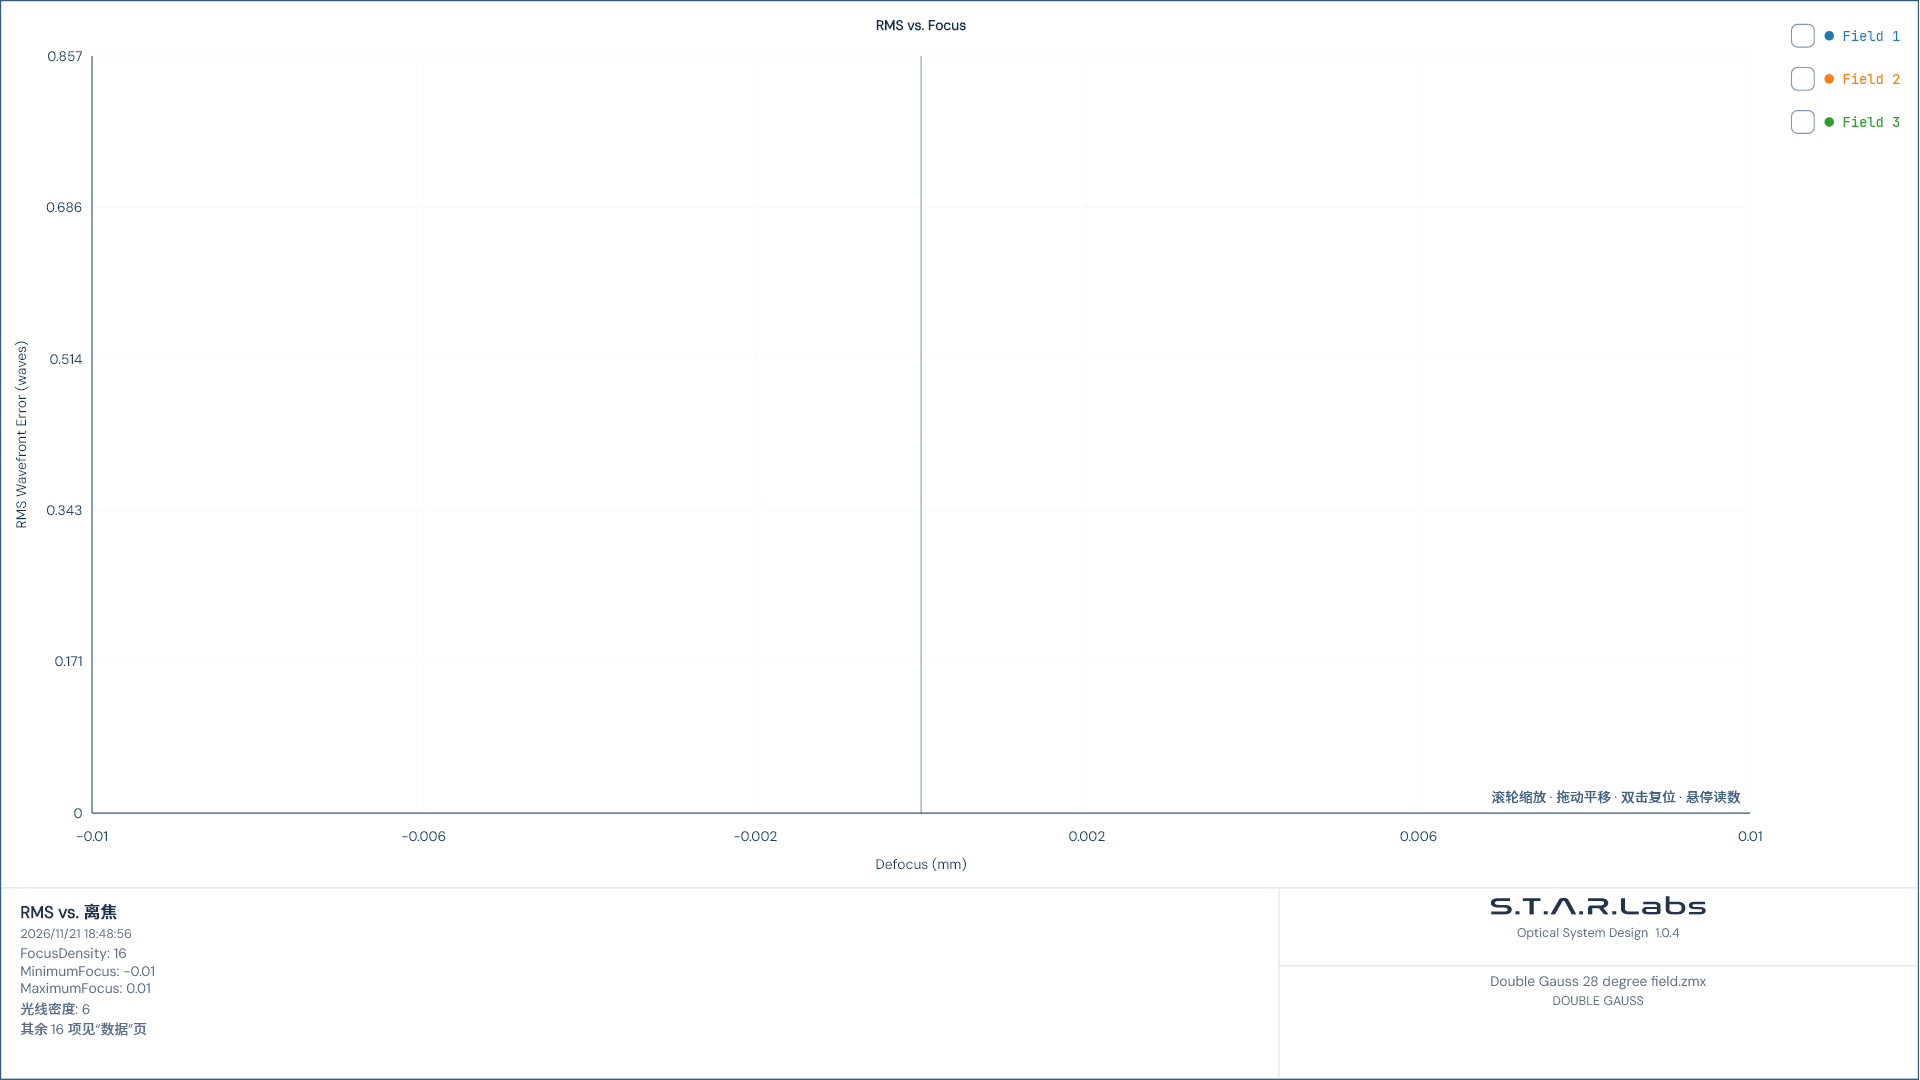 RMS vs. Focus
Field 1
Field 2
Field 3
0.857
0.686
0.514
0.343
0.171
0
RMS Wavefront Error (waves)
滚轮缩放 · 拖动平移 · 双击复位 · 悬停读数
-0.01
-0.006
-0.002
0.002
0.006
0.01
Defocus (mm)
RMS vs. 离焦
2026/11/21 18:48:56
FocusDensity: 16
MinimumFocus: -0.01
MaximumFocus: 0.01
光线密度: 6
其余 16 项见“数据”页
S.T.A.R.Labs
Optical System Design 1.0.4
Double Gauss 28 degree field.zmx
DOUBLE GAUSS